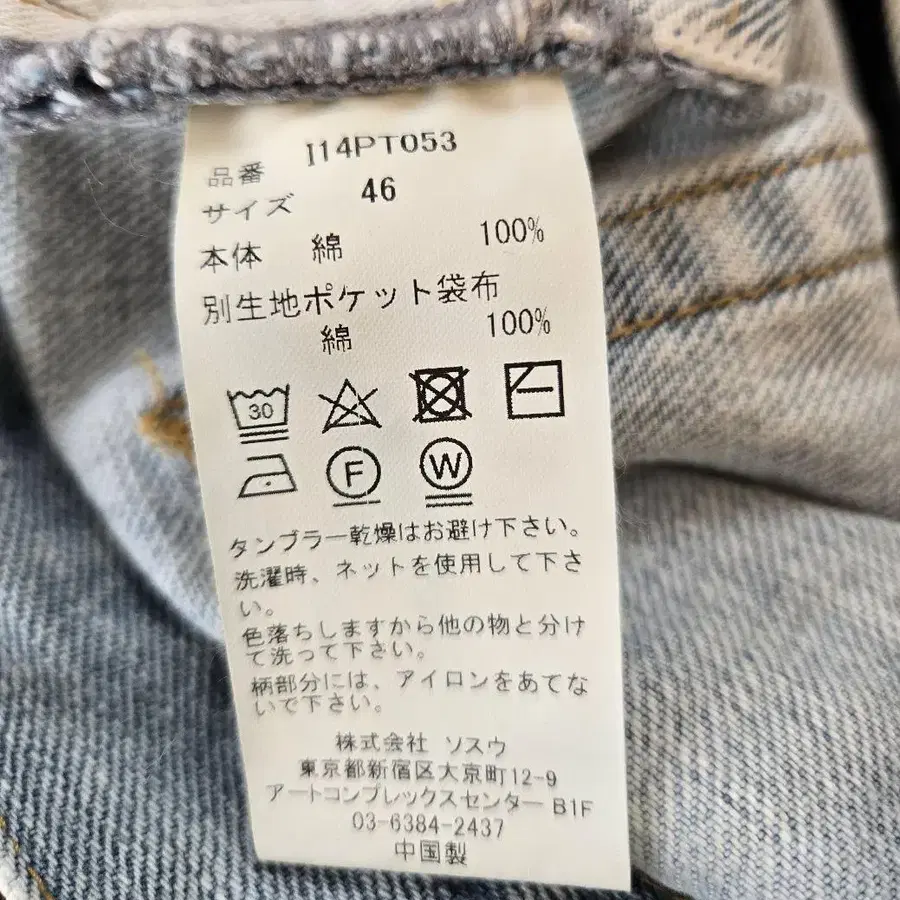 品番 I14PT053
サイズ 46
本体 綿 100%
別生地ポケット袋布
綿 100%
30
F W
タンブラー乾燥はお避け下さい。
洗濯時、ネットを使用して下さ
い。
色落ちしますから他の物と分け
て洗って下さい。
柄部分には、アイロンをあてな
いで下さい。
株式会社 ソスウ
東京都新宿区大京町12-9
アートコンプレックスセンター B1F
03-6384-2437
中国製